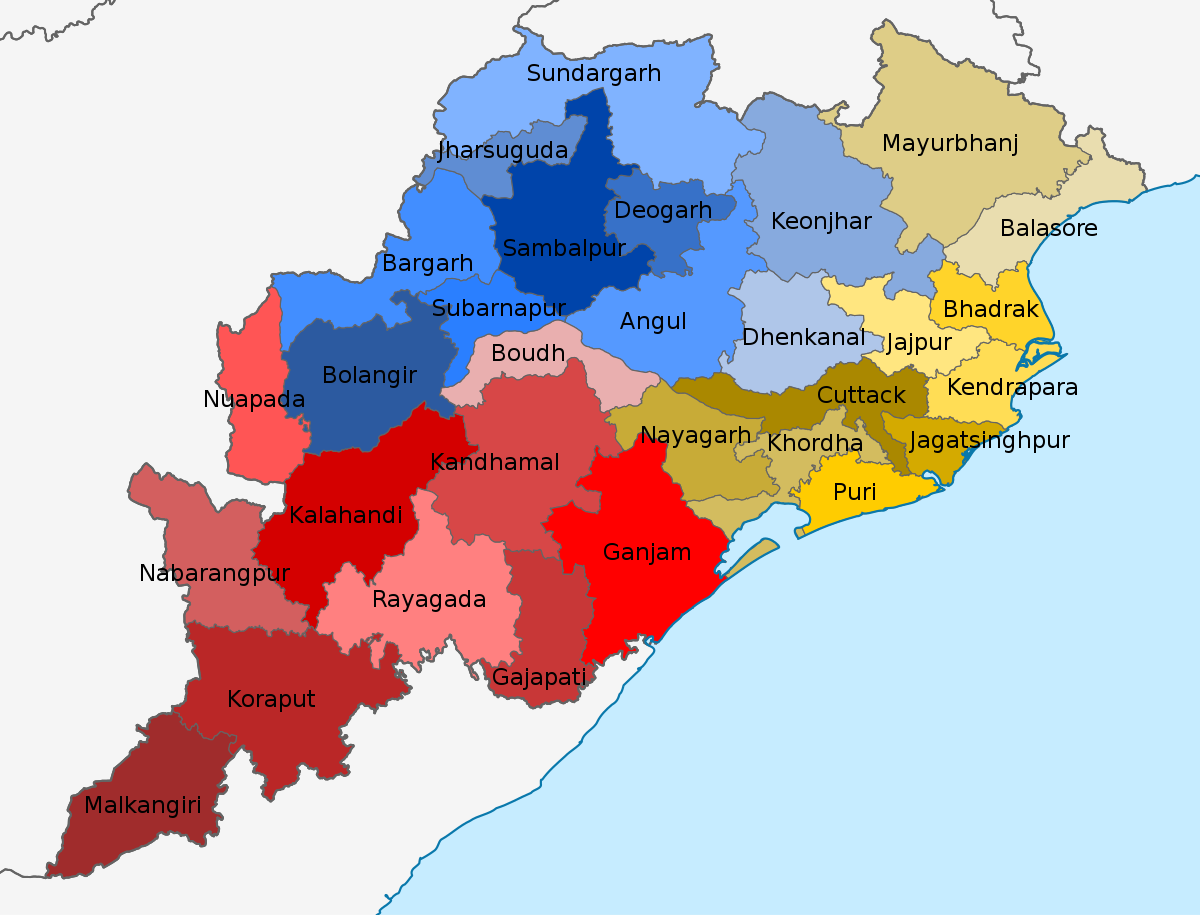 Sundargarh
Mayurbhanj
Jharsuguda
Deogarh
Keonjhar
Balasore
Sambalpur
Bargarh
Subarnapur
Bhadrak
Angul
Dhenkanal
Jajpur
Boudh
Bolangir
Kendrapara
Cuttack
Nuapada
Nayagarh
Khordha
Jagatsinghpur
Kandhamal
Puri
Kalahandi
Ganjam
Nabarangpur
Rayagada
Gajapati
Koraput
Malkangiri